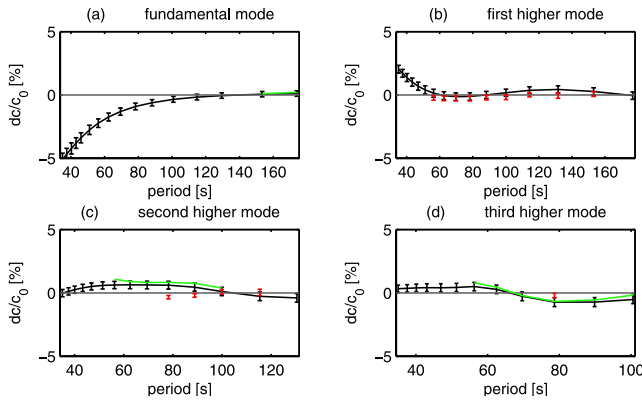 (a) fundamental mode
(b) first higher mode
5
0
−5
dc/c0 [%]
40 60 80 100 120 140 160
period [s]
5
0
−5
dc/c0 [%]
40 60 80 100 120 140 160
period [s]
(c) second higher mode
(d) third higher mode
5
0
−5
dc/c0 [%]
40 60 80 100 120
period [s]
5
0
−5
dc/c0 [%]
40 60 80 100
period [s]